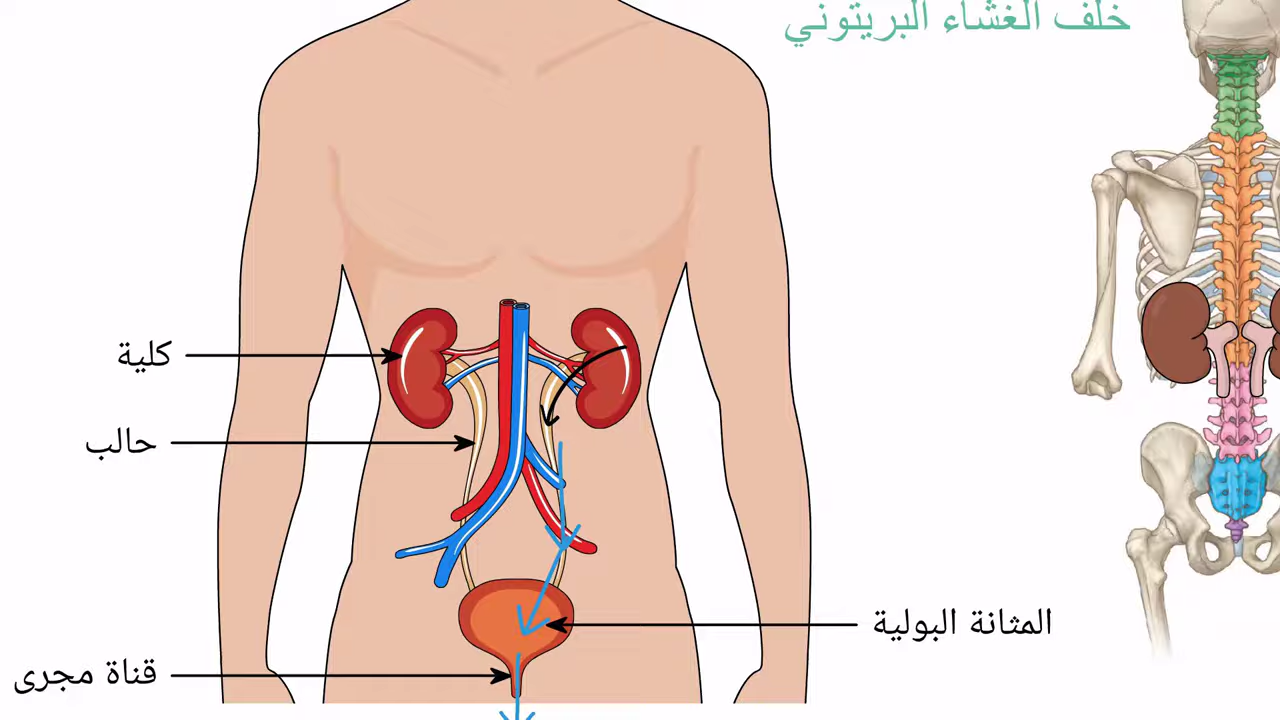 خلف الغشاء البريتوني
كلية
حالب
المثانة البولية
قناة مجرى